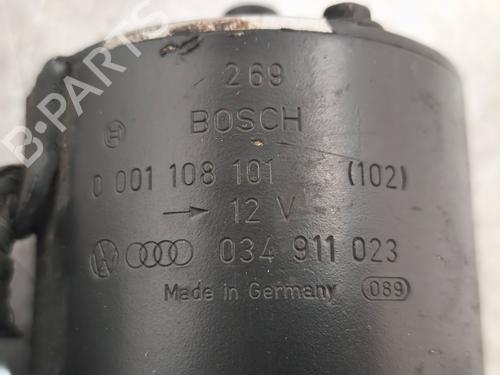 269
BOSCH
0 001 108 101 (102)
→ 12 V
034 911 023
Made in Germany 089
B-PARTS